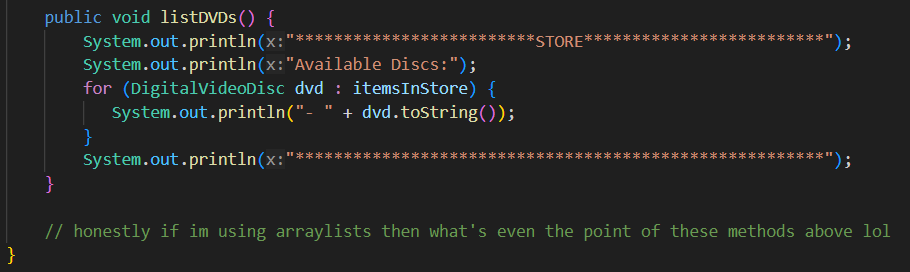 public void listDVDs() {
System.out.println(x:"*************************STORE*************************");
System.out.println(x:"Available Discs:");
for (DigitalVideoDisc dvd : itemsInStore) {
System.out.println("- " + dvd.toString());
}
System.out.println(x:"*******************************************************");
}
// honestly if im using arraylists then what's even the point of these methods above lol
}